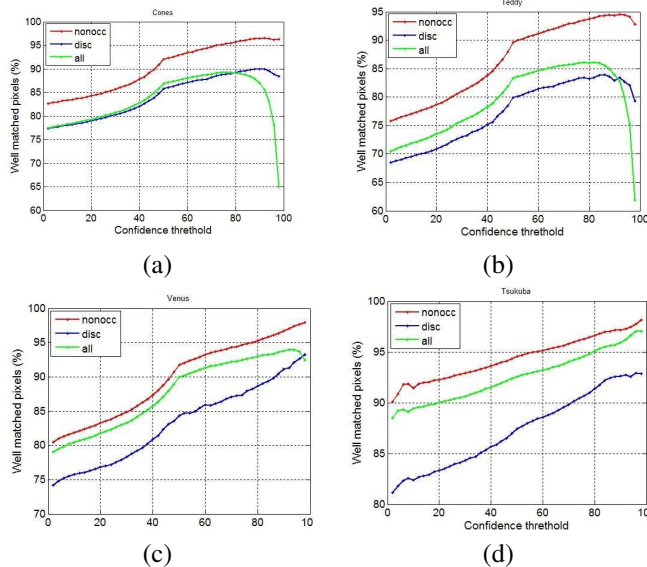 Cones
Teddy
nonocc
disc
all
Well matched pixels (%)
100
95
90
85
80
75
70
65
60
0 20 40 60 80 100
Confidence threthold
(a)
nonocc
disc
all
Well matched pixels (%)
95
90
85
80
75
70
65
60
0 20 40 60 80 100
Confidence threthold
(b)
Venus
Tsukuba
nonocc
disc
all
Well matched pixels (%)
100
95
90
85
80
75
70
0 20 40 60 80 10
(c)
nonocc
disc
all
Well matched pixels (%)
100
95
90
85
80
0 20 40 60 80 100
Confidence threthold
(d)